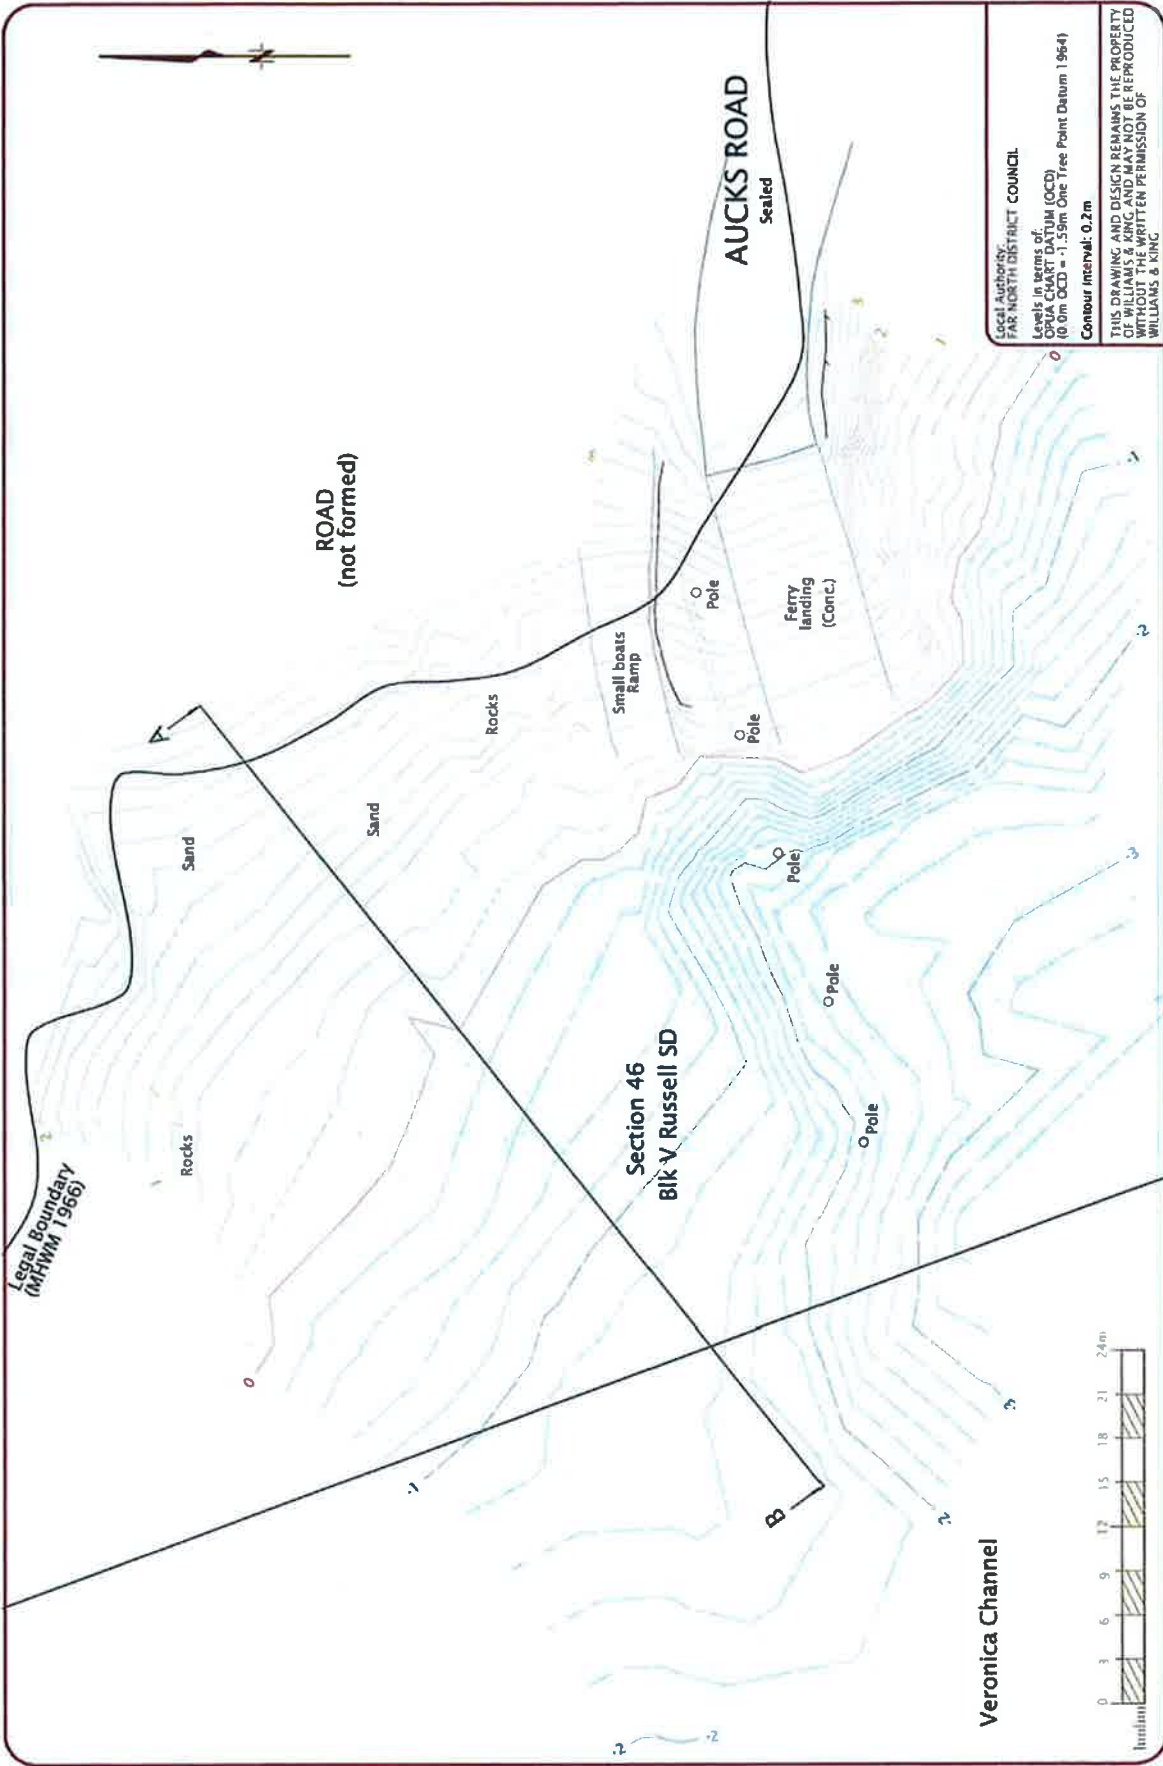 Legal Boundary
(MHWM 1966)
2
1
Rocks
Sand
A
Sand
ROAD
(not formed)
Rocks
3
AUCKS ROAD
Sealed
Small boats
Ramp
Pole
Ferry
landing
(Conc.)
Pole
Pole
Pole
Pole
Section 46
Blk V Russell SD
0
-1
B
-2
-3
-2
-2
Veronica Channel
3
2
1
0
-1
-2
-3
0 3 6 9 12 15 18 21 24m
Local Authority:
FAR NORTH DISTRICT COUNCIL
Levels in terms of:
OPUA CHART DATUM (OCD)
(0.0m OCD = -1.59m One Tree Point Datum 1964)
Contour Interval: 0.2m
THIS DRAWING AND DESIGN REMAINS THE PROPERTY
OF WILLIAMS & KING AND MAY NOT BE REPRODUCED
WITHOUT THE WRITTEN PERMISSION OF
WILLIAMS & KING